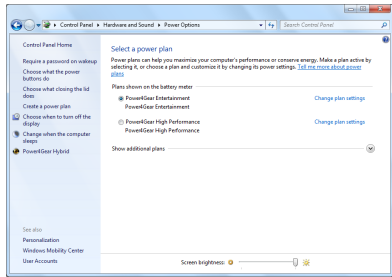 Control Panel ▸ Hardware and Sound ▸ Power Options
Search Control Panel
Control Panel Home
Require a password on wakeup
Choose what the power
buttons do
Choose what closing the lid
does
Create a power plan
Choose when to turn off the
display
Change when the computer
sleeps
Power4Gear Hybrid
See also
Personalization
Windows Mobility Center
User Accounts
Select a power plan
Power plans can help you maximize your computer's performance or conserve energy. Make a plan active by
selecting it, or choose a plan and customize it by changing its power settings. Tell me more about power
plans
Plans shown on the battery meter
Power4Gear Entertainment Change plan settings
Power4Gear Entertainment
Power4Gear High Performance Change plan settings
Power4Gear High Performance
Show additional plans
Screen brightness: